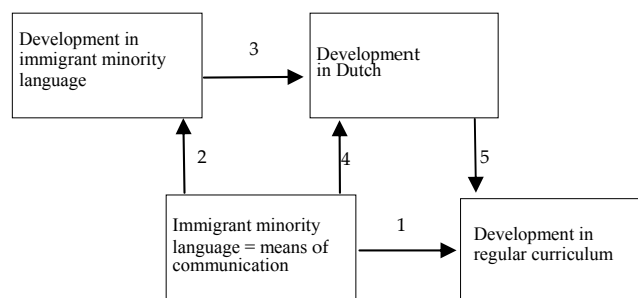 Development in
immigrant minority
language
3
Development
in Dutch
2
4
5
Immigrant minority
language = means of
communication
1
Development in
regular curriculum